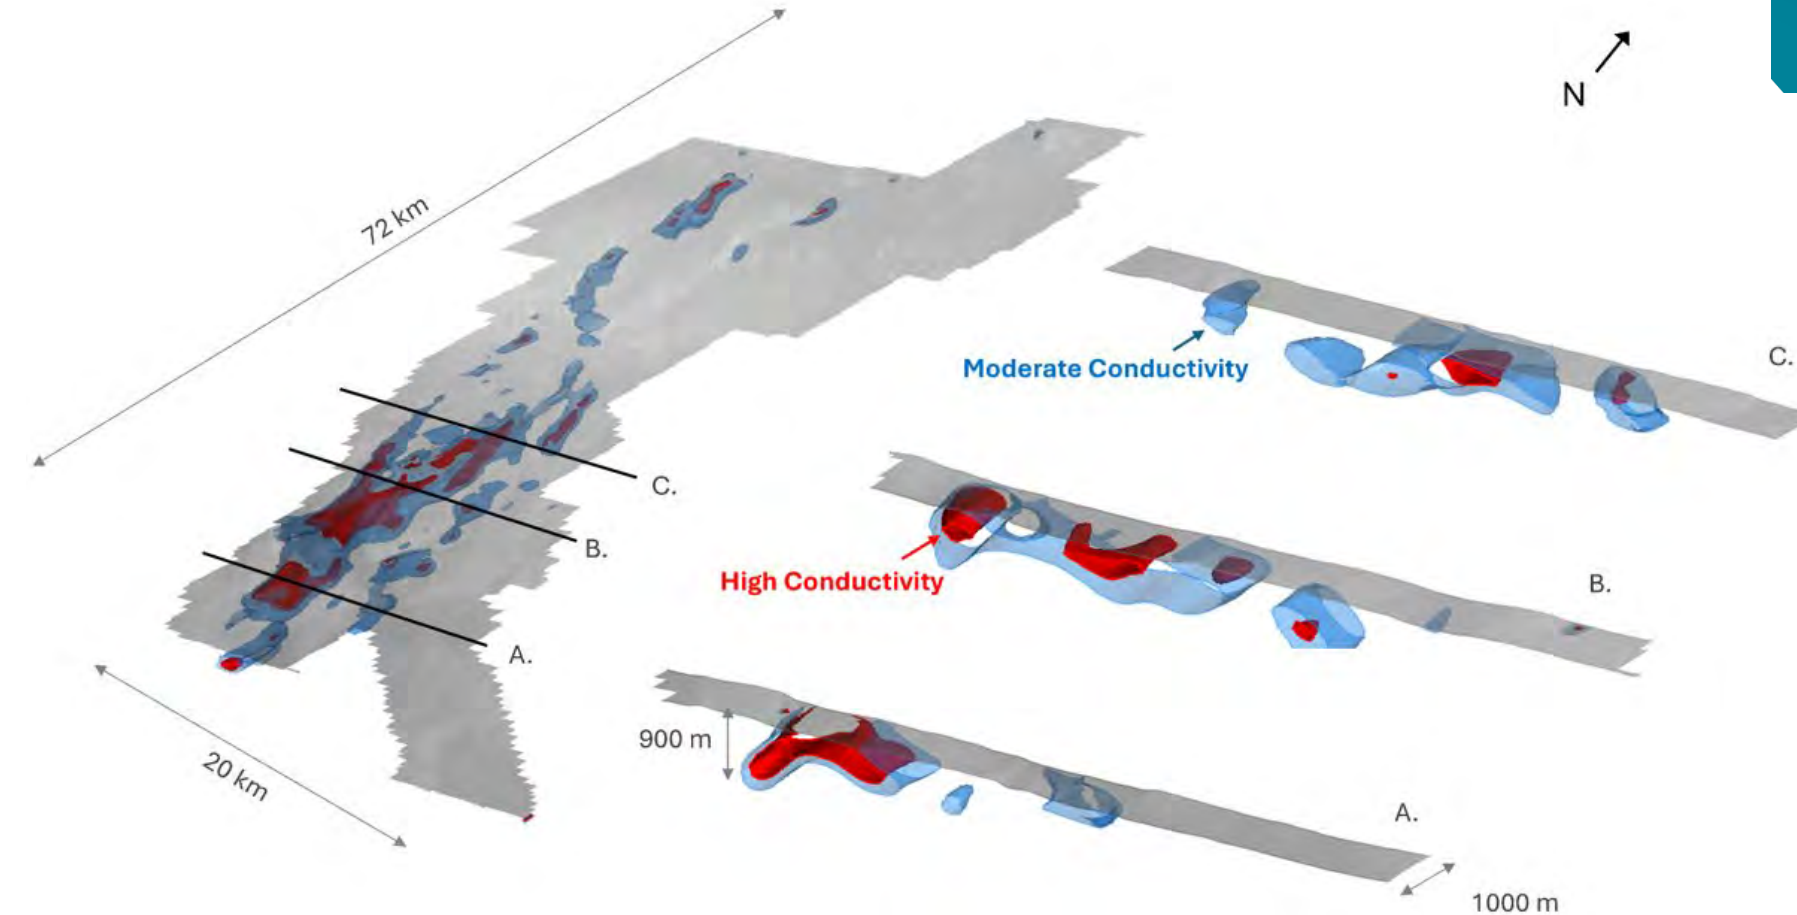 N
72 km
20 km
C.
B.
A.
Moderate Conductivity
C.
High Conductivity
B.
900 m
A.
1000 m